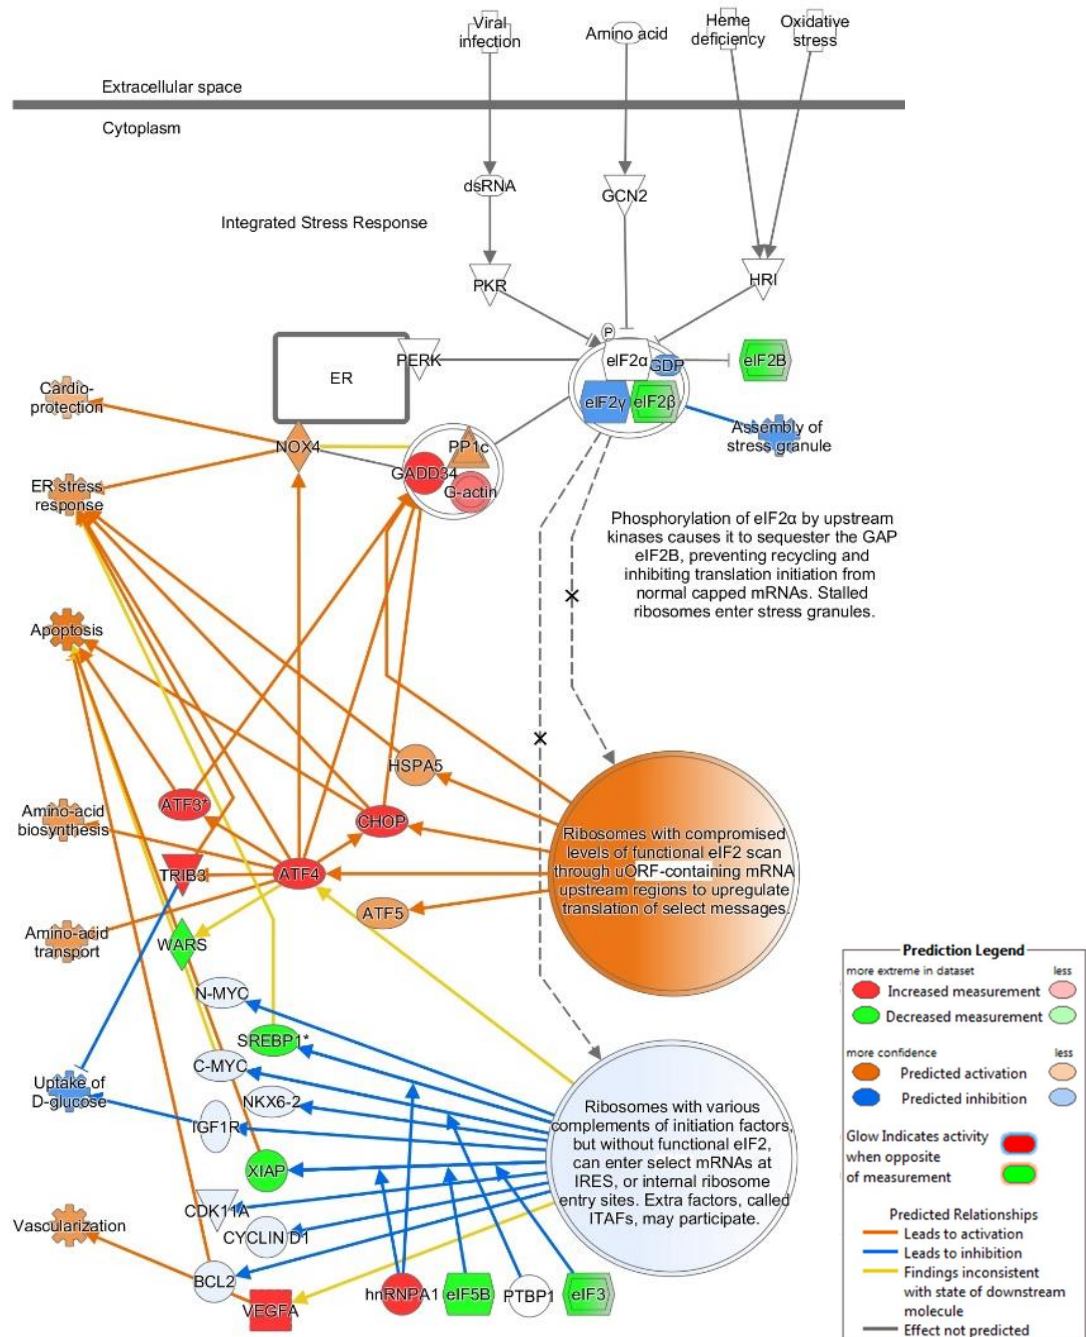 Viral
infection
Amino acid
Heme
deficiency
Oxidative
stress
Extracellular space
Cytoplasm
dsRNA
GCN2
Integrated Stress Response
PKR
HRI
P
ER
PERK
eIF2α
GDP
eIF2B
eIF2γ
eIF2β
Cardio-
protection
Assembly of
stress granule
NOX4
PP1c
GADD34
G-actin
ER stress
response
Phosphorylation of eIF2α by upstream
kinases causes it to sequester the GAP
eIF2B, preventing recycling and
inhibiting translation initiation from
normal capped mRNAs. Stalled
ribosomes enter stress granules.
Apoptosis
HSPA5
ATF3*
Amino-acid
biosynthesis
CHOP
Ribosomes with compromised
levels of functional eIF2 scan
through uORF-containing mRNA
upstream regions to upregulate
translation of select messages.
TRIB3
ATF4
ATF5
Amino-acid
transport
WARS
N-MYC
SREBP1*
C-MYC
Uptake of
D-glucose
NKX6-2
IGF1R
Ribosomes with various
complements of initiation factors,
but without functional eIF2,
can enter select mRNAs at
IRES, or internal ribosome
entry sites. Extra factors, called
ITAFs, may participate.
XIAP
CDK11A
Vascularization
CYCLIN D1
BCL2
VEGFA
hnRNPA1
eIF5B
PTBP1
eIF3
Prediction Legend
more extreme in dataset less
Increased measurement
Decreased measurement
more confidence less
Predicted activation
Predicted inhibition
Glow Indicates activity
when opposite
of measurement
Predicted Relationships
Leads to activation
Leads to inhibition
Findings inconsistent
with state of downstream
molecule
Effect not predicted